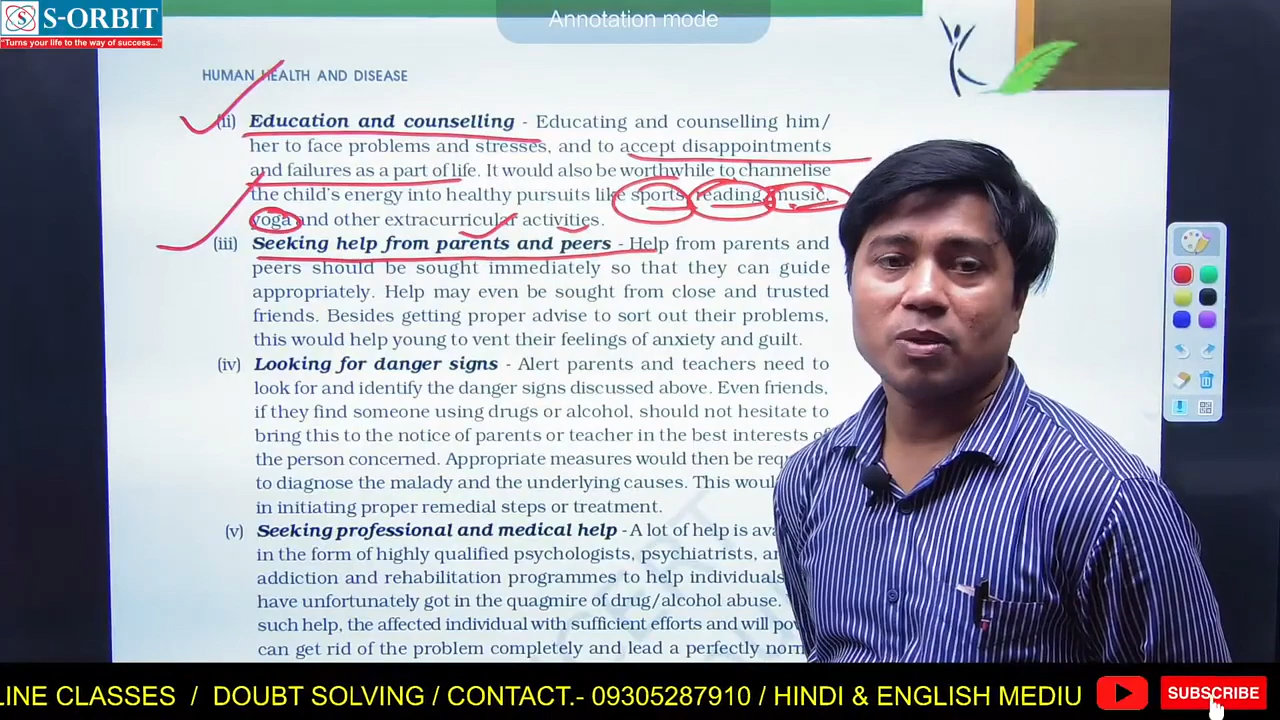 S-ORBIT
"Turns your life to the way of success..."
Annotation mode
HUMAN HEALTH AND DISEASE
(ii) Education and counselling - Educating and counselling him/
her to face problems and stresses, and to accept disappointments
and failures as a part of life. It would also be worthwhile to channelise
the child's energy into healthy pursuits like sports, reading, music,
yoga and other extracurricular activities.
(iii) Seeking help from parents and peers - Help from parents and
peers should be sought immediately so that they can guide
appropriately. Help may even be sought from close and trusted
friends. Besides getting proper advise to sort out their problems,
this would help young to vent their feelings of anxiety and guilt.
(iv) Looking for danger signs - Alert parents and teachers need to
look for and identify the danger signs discussed above. Even friends,
if they find someone using drugs or alcohol, should not hesitate to
bring this to the notice of parents or teacher in the best interests of
the person concerned. Appropriate measures would then be
to diagnose the malady and the underlying causes. This would
in initiating proper remedial steps or treatment.
(v) Seeking professional and medical help - A lot of help is
in the form of highly qualified psychologists, psychiatrists,
addiction and rehabilitation programmes to help individuals
have unfortunately got in the quagmire of drug/alcohol abuse.
such help, the affected individual with sufficient efforts and will
can get rid of the problem completely and lead a perfectly
LINE CLASSES / DOUBT SOLVING / CONTACT.- 09305287910 / HINDI & ENGLISH MEDIU
SUBSCRIBE